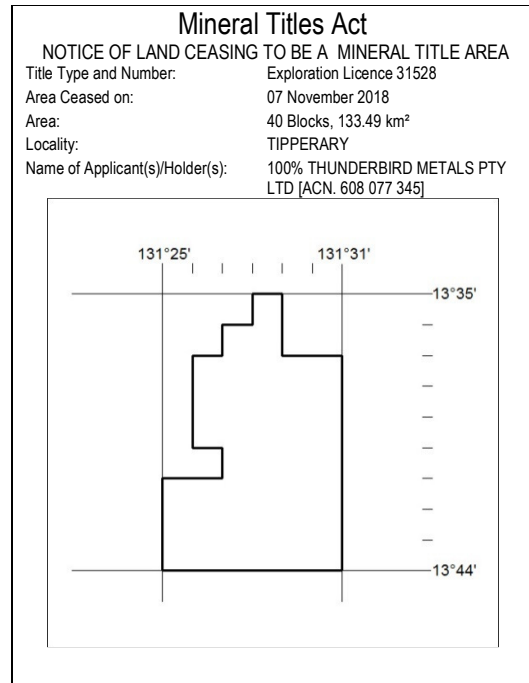 Mineral Titles Act
NOTICE OF LAND CEASING TO BE A MINERAL TITLE AREA
Title Type and Number: Exploration Licence 31528
Area Ceased on: 07 November 2018
Area: 40 Blocks, 133.49 km²
Locality: TIPPERARY
Name of Applicant(s)/Holder(s): 100% THUNDERBIRD METALS PTY
LTD [ACN. 608 077 345]
131°25' 131°31'
13°35'
13°44'